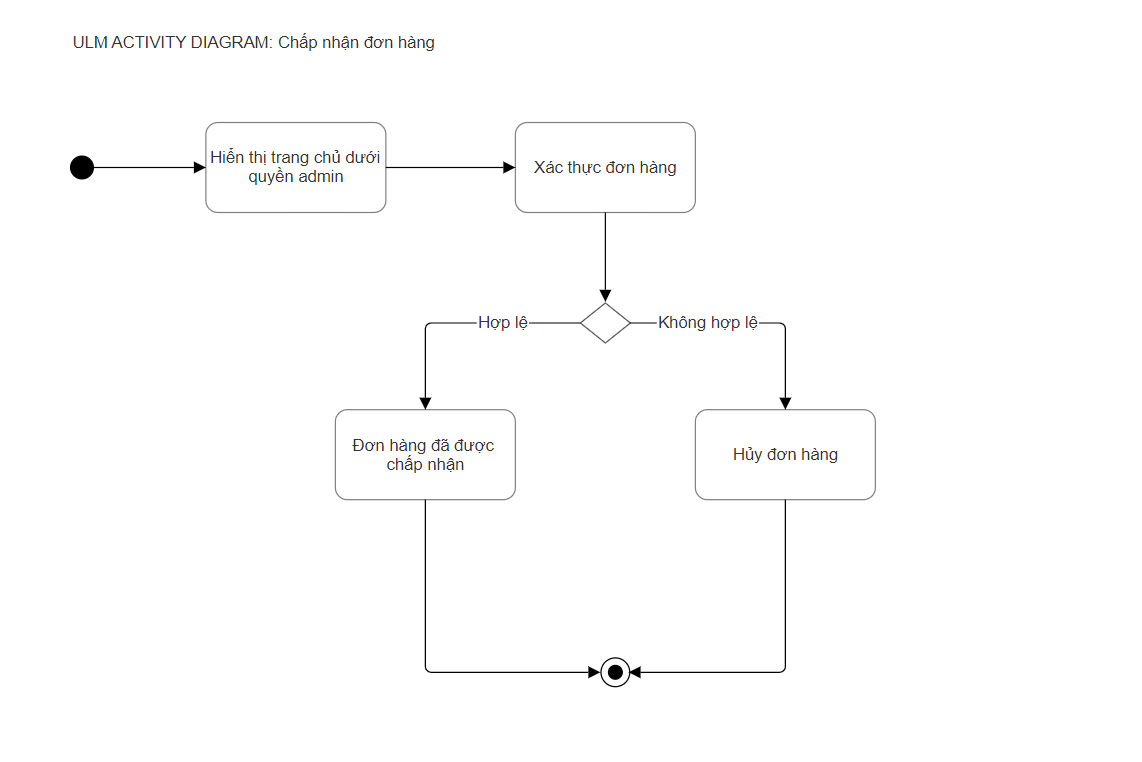 ULM ACTIVITY DIAGRAM: Chấp nhận đơn hàng
Hiển thị trang chủ dưới
quyền admin
Xác thực đơn hàng
Hợp lệ
Không hợp lệ
Đơn hàng đã được
chấp nhận
Hủy đơn hàng